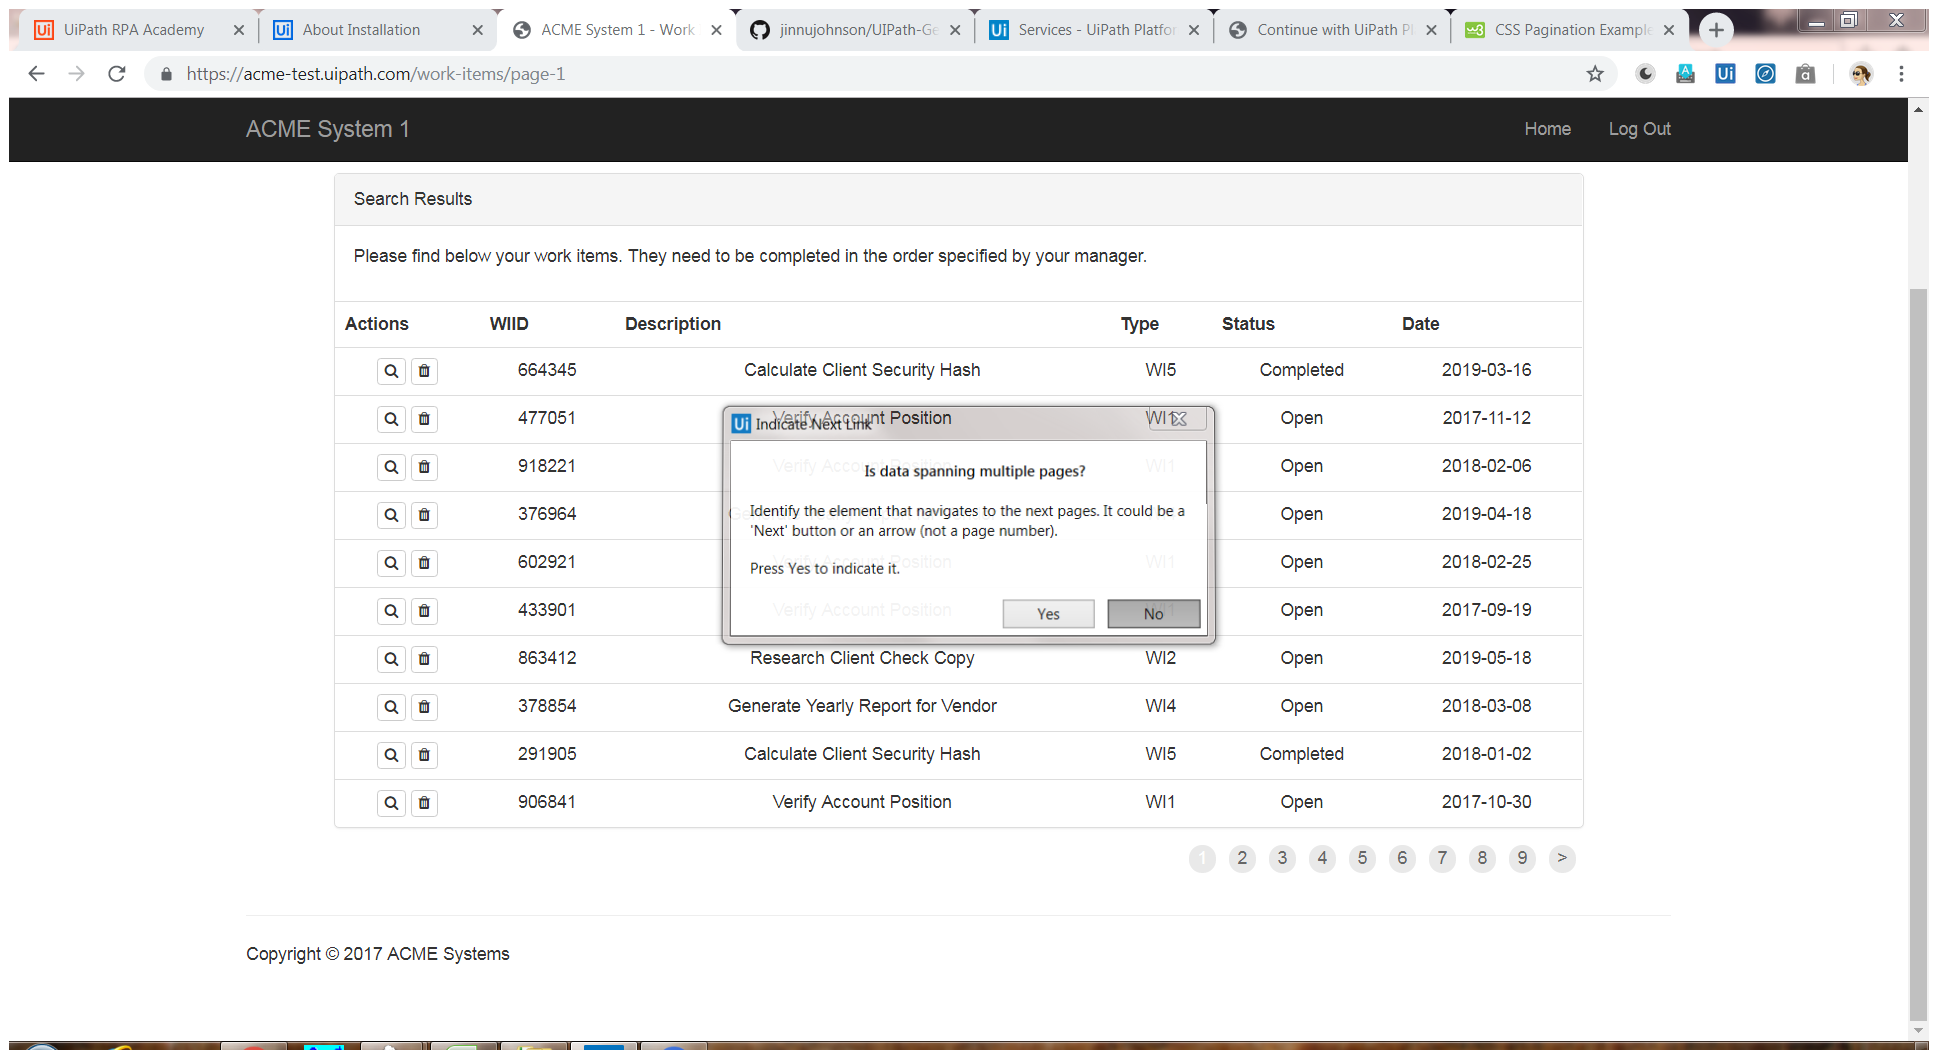 UiPath RPA Academy
About Installation
ACME System 1 - Work
jinnujohnson/UIPath-Ge
Services - UiPath Platfor
Continue with UiPath Pl
CSS Pagination Example
https://acme-test.uipath.com/work-items/page-1
ACME System 1
Home
Log Out
Search Results
Please find below your work items. They need to be completed in the order specified by your manager.
Actions WIID Description Type Status Date
664345 Calculate Client Security Hash WI5 Completed 2019-03-16
477051 Verify Account Position WI1 Open 2017-11-12
918221 Verify Account Position WI1 Open 2018-02-06
376964 Open 2019-04-18
602921 Verify Account Position WI1 Open 2018-02-25
433901 Verify Account Position WI1 Open 2017-09-19
863412 Research Client Check Copy WI2 Open 2019-05-18
378854 Generate Yearly Report for Vendor WI4 Open 2018-03-08
291905 Calculate Client Security Hash WI5 Completed 2018-01-02
906841 Verify Account Position WI1 Open 2017-10-30
Ui Indicate Next Link
Is data spanning multiple pages?
Identify the element that navigates to the next pages. It could be a
'Next' button or an arrow (not a page number).
Press Yes to indicate it.
Yes No
1 2 3 4 5 6 7 8 9 >
Copyright © 2017 ACME Systems